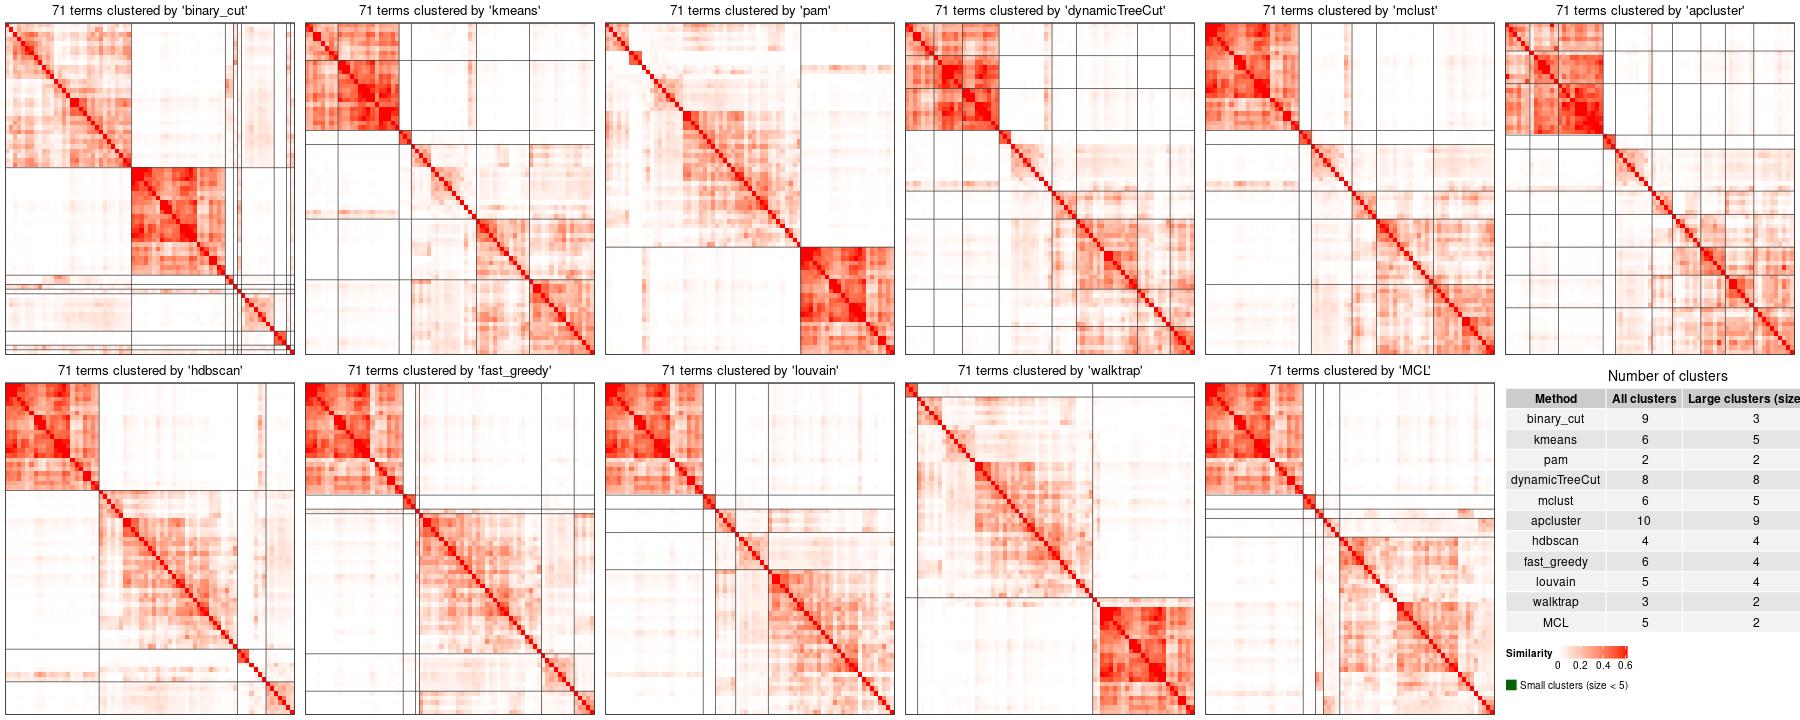 71 terms clustered by 'binary_cut'
71 terms clustered by 'kmeans'
71 terms clustered by 'pam'
71 terms clustered by 'dynamicTreeCut'
71 terms clustered by 'mclust'
71 terms clustered by 'apcluster'
71 terms clustered by 'hdbscan'
71 terms clustered by 'fast_greedy'
71 terms clustered by 'louvain'
71 terms clustered by 'walktrap'
71 terms clustered by 'MCL'
Number of clusters
Method All clusters Large clusters (size
binary_cut 9 3
kmeans 6 5
pam 2 2
dynamicTreeCut 8 8
mclust 6 5
apcluster 10 9
hdbscan 4 4
fast_greedy 6 4
louvain 5 4
walktrap 3 2
MCL 5 2
Similarity
0 0.2 0.4 0.6
Small clusters (size < 5)